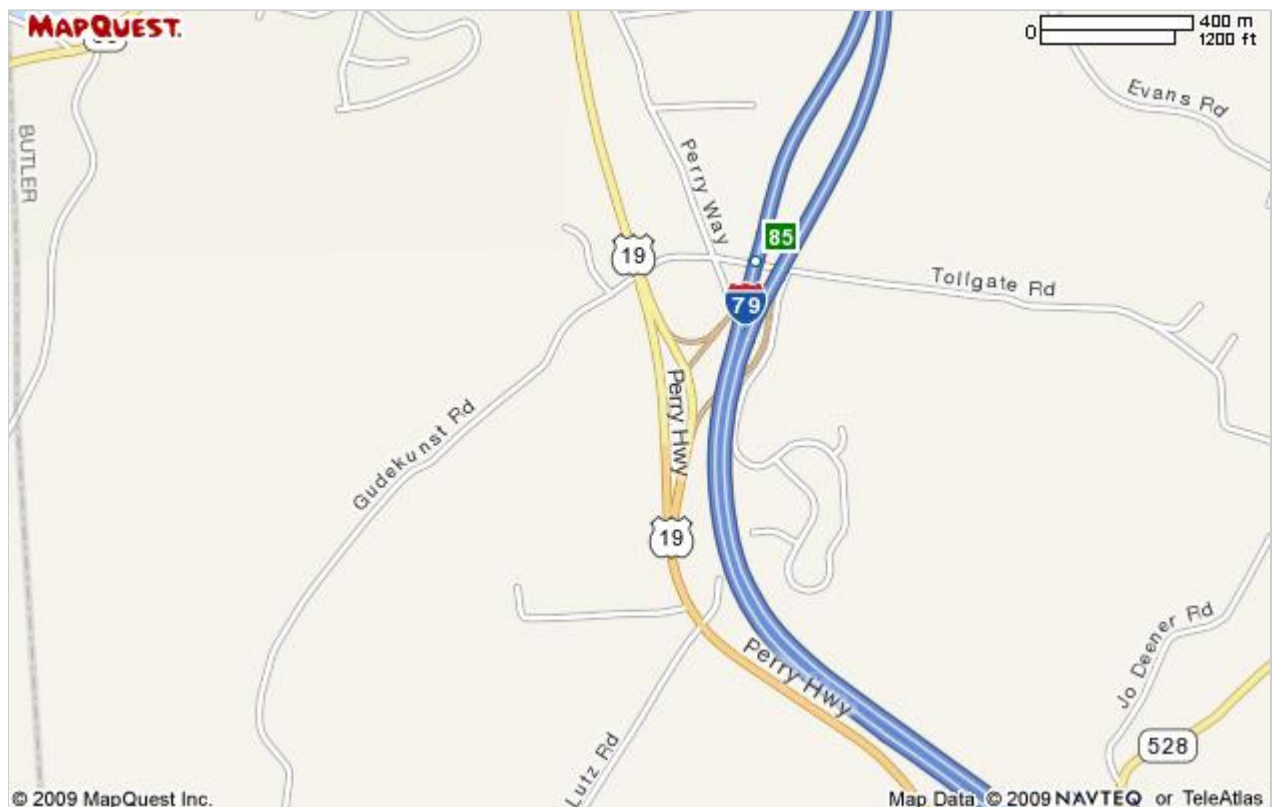 MAPQUEST.
0
400 m
1200 ft
Evans Rd
BUTLER
Perry Way
85
19
Tollgate Rd
79
Perry Hwy
Gudekunst Rd
19
Perry Hwy
Jo Deener Rd
528
Lutz Rd
© 2009 MapQuest Inc.
Map Data © 2009 NAVTEQ or TeleAtlas